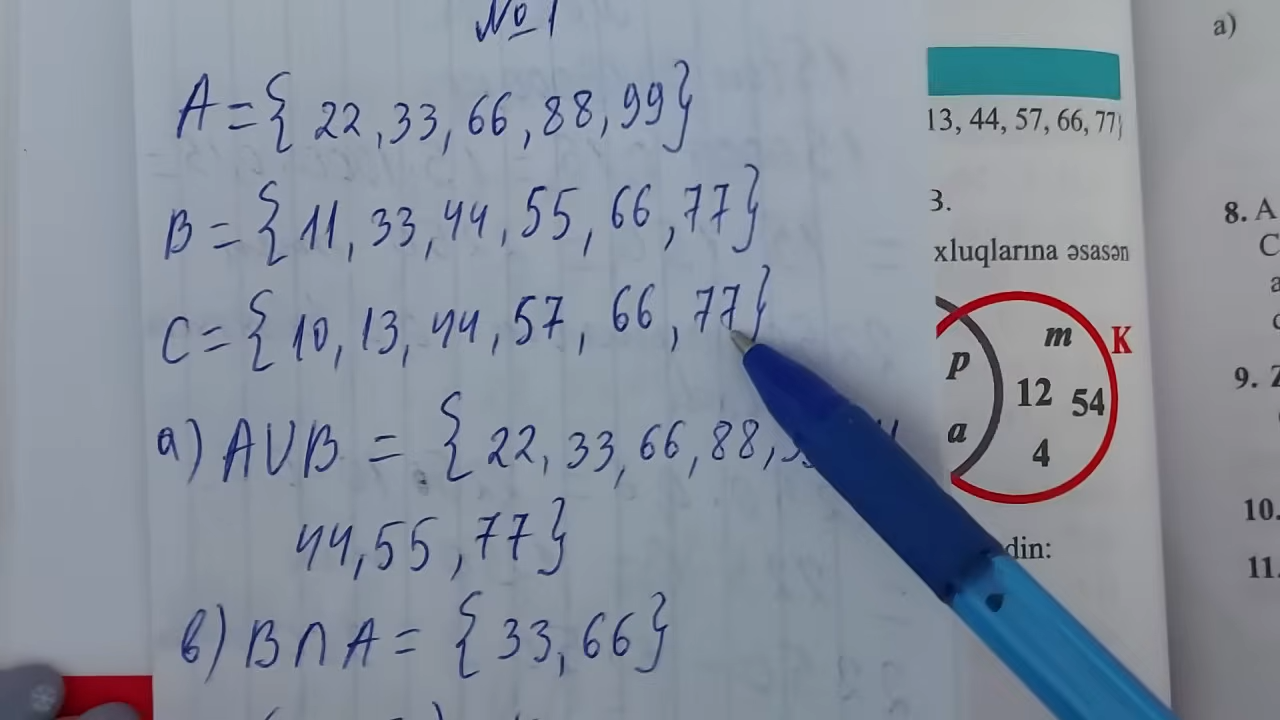 №1
A={22,33,66,88,99}
B={11,33,44,55,66,77}
C={10,13,44,57,66,77}
a) A∪B = {22,33,66,88,
44,55,77}
b) B∩A = {33,66}
13, 44, 57, 66, 77}
3.
xluqlarına əsasən
p
a
m
12 54
4
K
din:
a)
8. A
C
a
c
9. Z
10.
11.